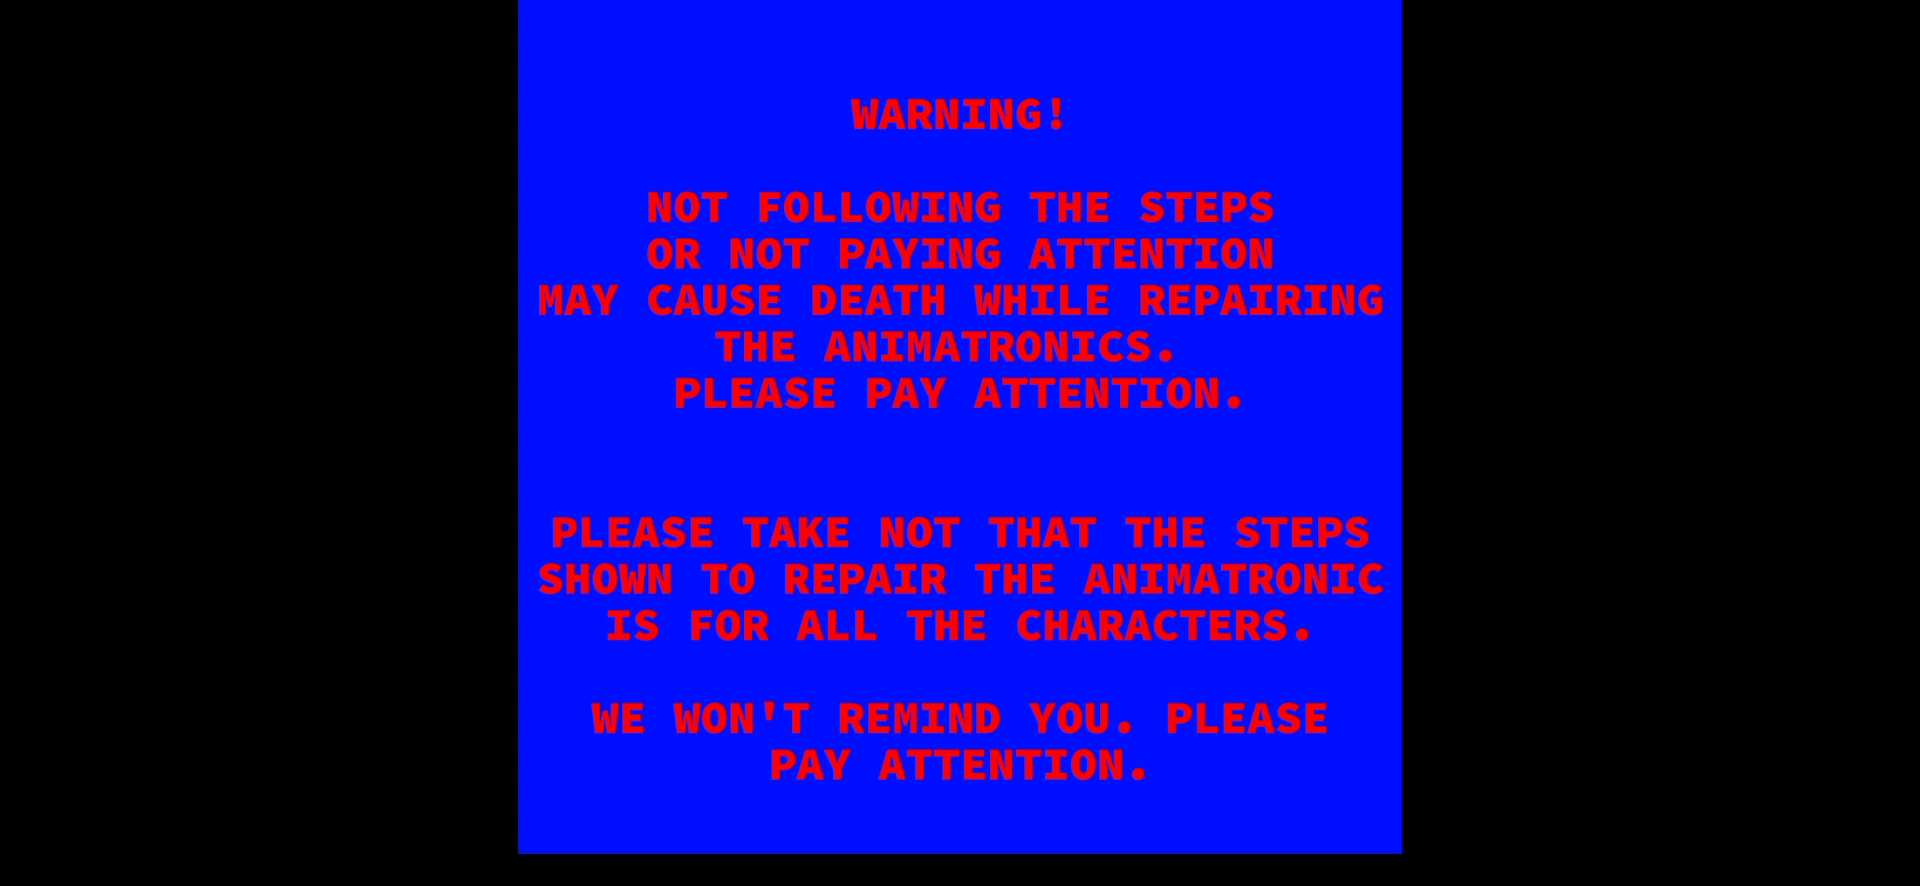 WARNING!
NOT FOLLOWING THE STEPS
OR NOT PAYING ATTENTION
MAY CAUSE DEATH WHILE REPAIRING
THE ANIMATRONICS.
PLEASE PAY ATTENTION.
PLEASE TAKE NOT THAT THE STEPS
SHOWN TO REPAIR THE ANIMATRONIC
IS FOR ALL THE CHARACTERS.
WE WON'T REMIND YOU. PLEASE
PAY ATTENTION.